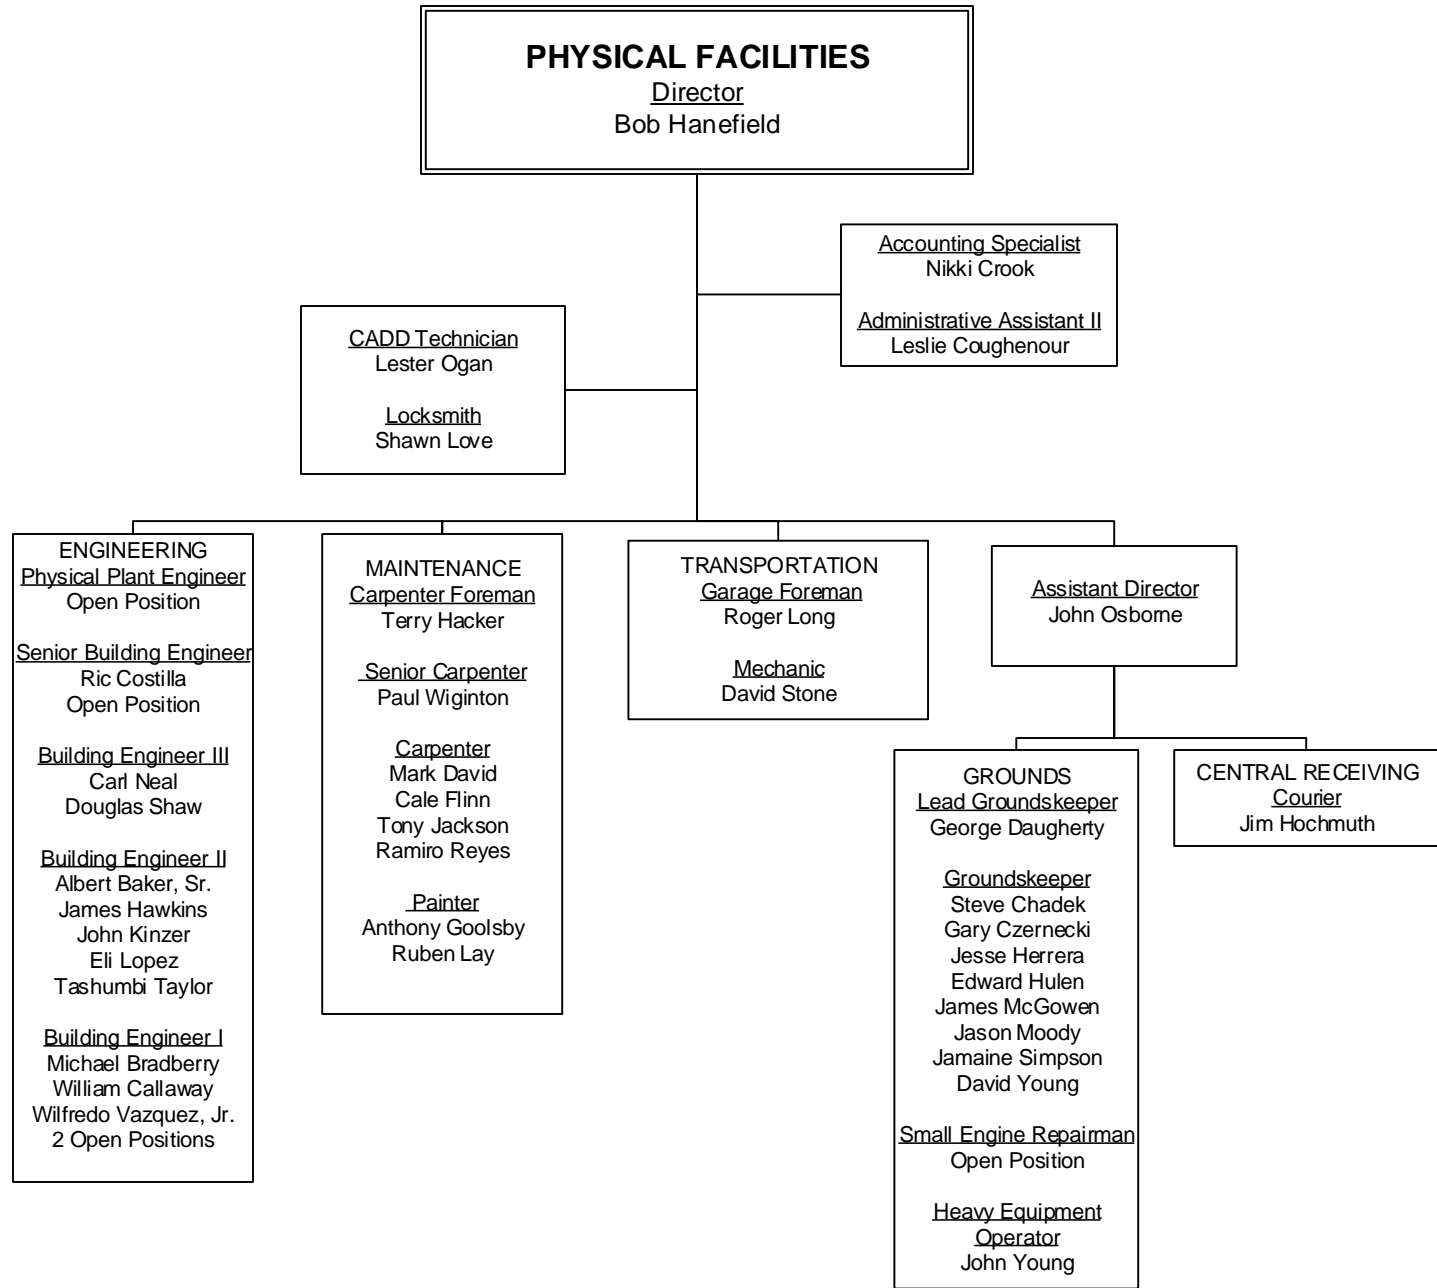 PHYSICAL FACILITIES
Director
Bob Hanefield
Accounting Specialist
Nikki Crook
Administrative Assistant II
Leslie Coughenour
CADD Technician
Lester Ogan
Locksmith
Shawn Love
ENGINEERING
Physical Plant Engineer
Open Position
Senior Building Engineer
Ric Costilla
Open Position
Building Engineer III
Carl Neal
Douglas Shaw
Building Engineer II
Albert Baker, Sr.
James Hawkins
John Kinzer
Eli Lopez
Tashumbi Taylor
Building Engineer I
Michael Bradberry
William Callaway
Wilfredo Vazquez, Jr.
2 Open Positions
MAINTENANCE
Carpenter Foreman
Terry Hacker
Senior Carpenter
Paul Wiginton
Carpenter
Mark David
Cale Flinn
Tony Jackson
Ramiro Reyes
Painter
Anthony Goolsby
Ruben Lay
TRANSPORTATION
Garage Foreman
Roger Long
Mechanic
David Stone
Assistant Director
John Osborne
GROUNDS
Lead Groundskeeper
George Daugherty
Groundskeeper
Steve Chadek
Gary Czernecki
Jesse Herrera
Edward Hulen
James McGowen
Jason Moody
Jamaine Simpson
David Young
Small Engine Repairman
Open Position
Heavy Equipment
Operator
John Young
CENTRAL RECEIVING
Courier
Jim Hochmuth